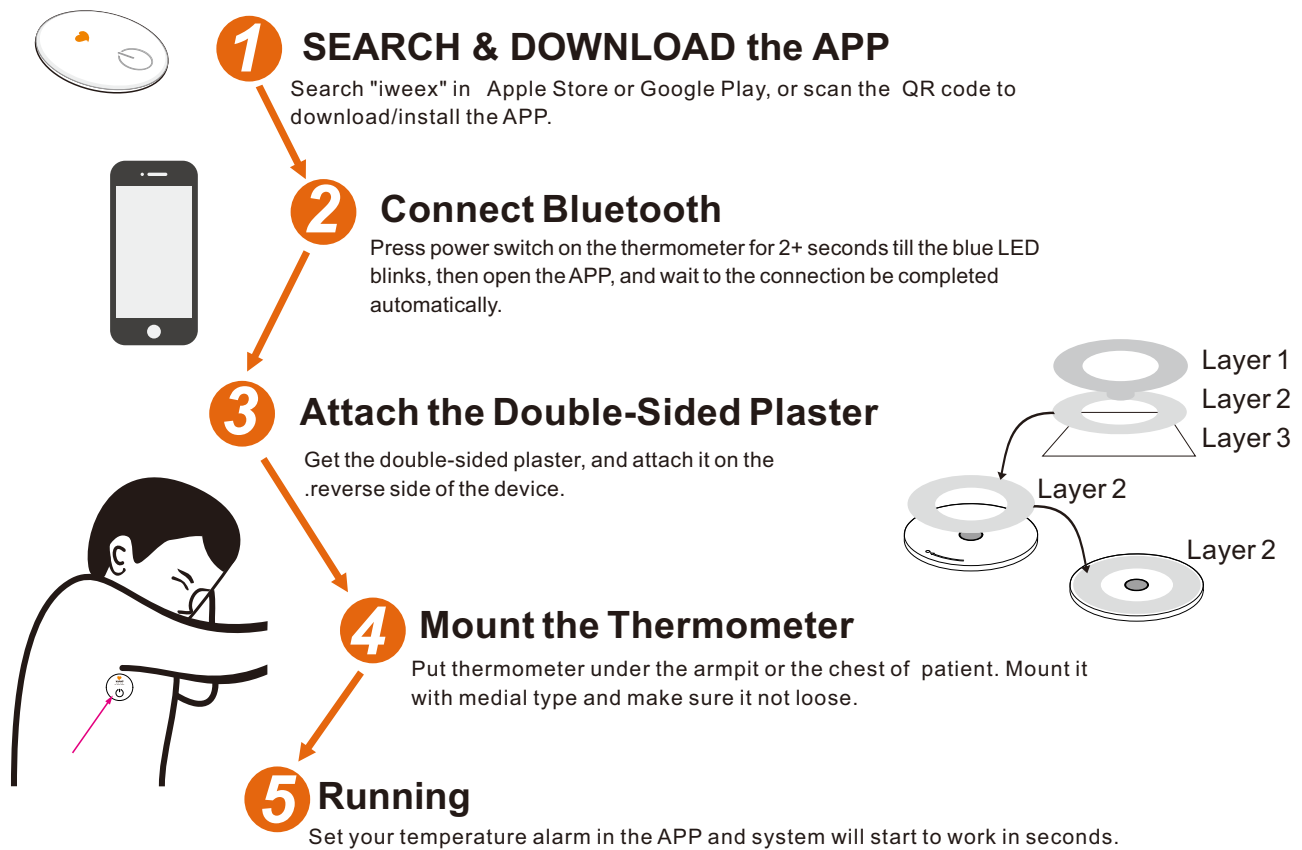 1 SEARCH & DOWNLOAD the APP
Search "iweex" in Apple Store or Google Play, or scan the QR code to
download/install the APP.
2 Connect Bluetooth
Press power switch on the thermometer for 2+ seconds till the blue LED
blinks, then open the APP, and wait to the connection be completed
automatically.
3 Attach the Double-Sided Plaster
Get the double-sided plaster, and attach it on the
.reverse side of the device.
Layer 1
Layer 2
Layer 3
Layer 2
Layer 2
4 Mount the Thermometer
Put thermometer under the armpit or the chest of patient. Mount it
with medial type and make sure it not loose.
5 Running
Set your temperature alarm in the APP and system will start to work in seconds.